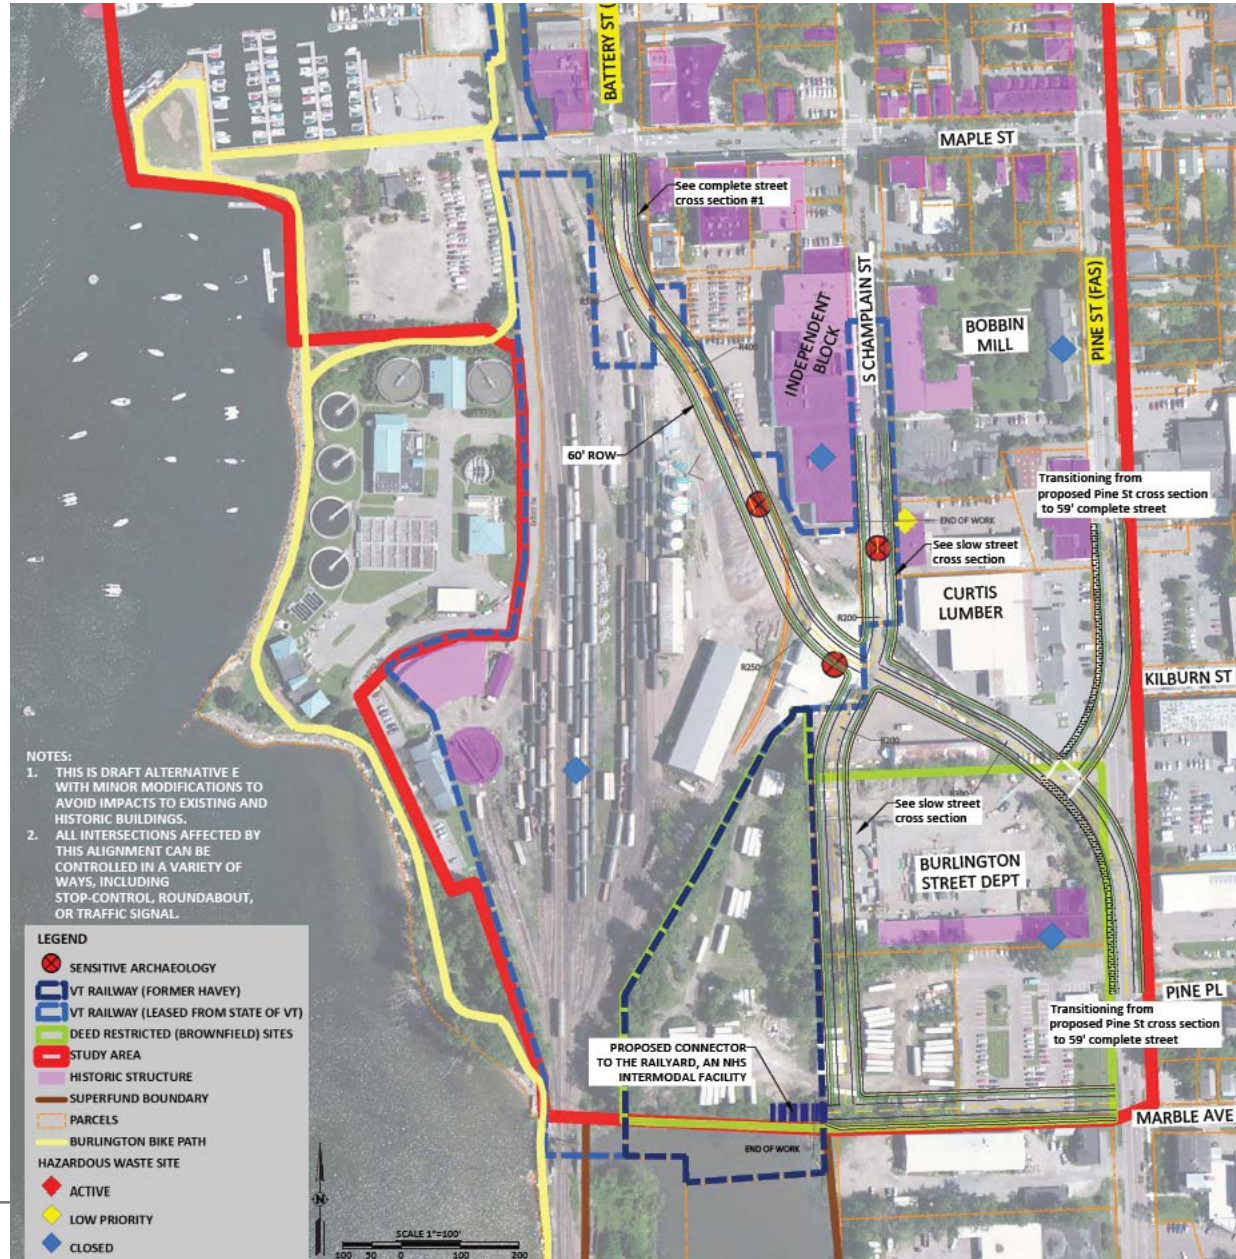 BATTERY ST (
MAPLE ST
See complete street
cross section #1
S CHAMPLAIN ST
PINE ST (FAS)
INDEPENDENT
BLOCK
BOBBIN
MILL
R400
60' ROW
Transitioning from
proposed Pine St cross section
to 59' complete street
END OF WORK
See slow street
cross section
CURTIS
LUMBER
R200
R250
KILBURN ST
R200
R300
See slow street
cross section
BURLINGTON
STREET DEPT
NOTES:
1. THIS IS DRAFT ALTERNATIVE E
WITH MINOR MODIFICATIONS TO
AVOID IMPACTS TO EXISTING AND
HISTORIC BUILDINGS.
2. ALL INTERSECTIONS AFFECTED BY
THIS ALIGNMENT CAN BE
CONTROLLED IN A VARIETY OF
WAYS, INCLUDING
STOP-CONTROL, ROUNDABOUT,
OR TRAFFIC SIGNAL.
PINE PL
Transitioning from
proposed Pine St cross section
to 59' complete street
PROPOSED CONNECTOR
TO THE RAILYARD, AN NHS
INTERMODAL FACILITY
MARBLE AVE
END OF WORK
LEGEND
SENSITIVE ARCHAEOLOGY
VT RAILWAY (FORMER HAVEY)
VT RAILWAY (LEASED FROM STATE OF VT)
DEED RESTRICTED (BROWNFIELD) SITES
STUDY AREA
HISTORIC STRUCTURE
SUPERFUND BOUNDARY
PARCELS
BURLINGTON BIKE PATH
HAZARDOUS WASTE SITE
ACTIVE
LOW PRIORITY
CLOSED
N
SCALE 1"=100'
100 50 0 100 200